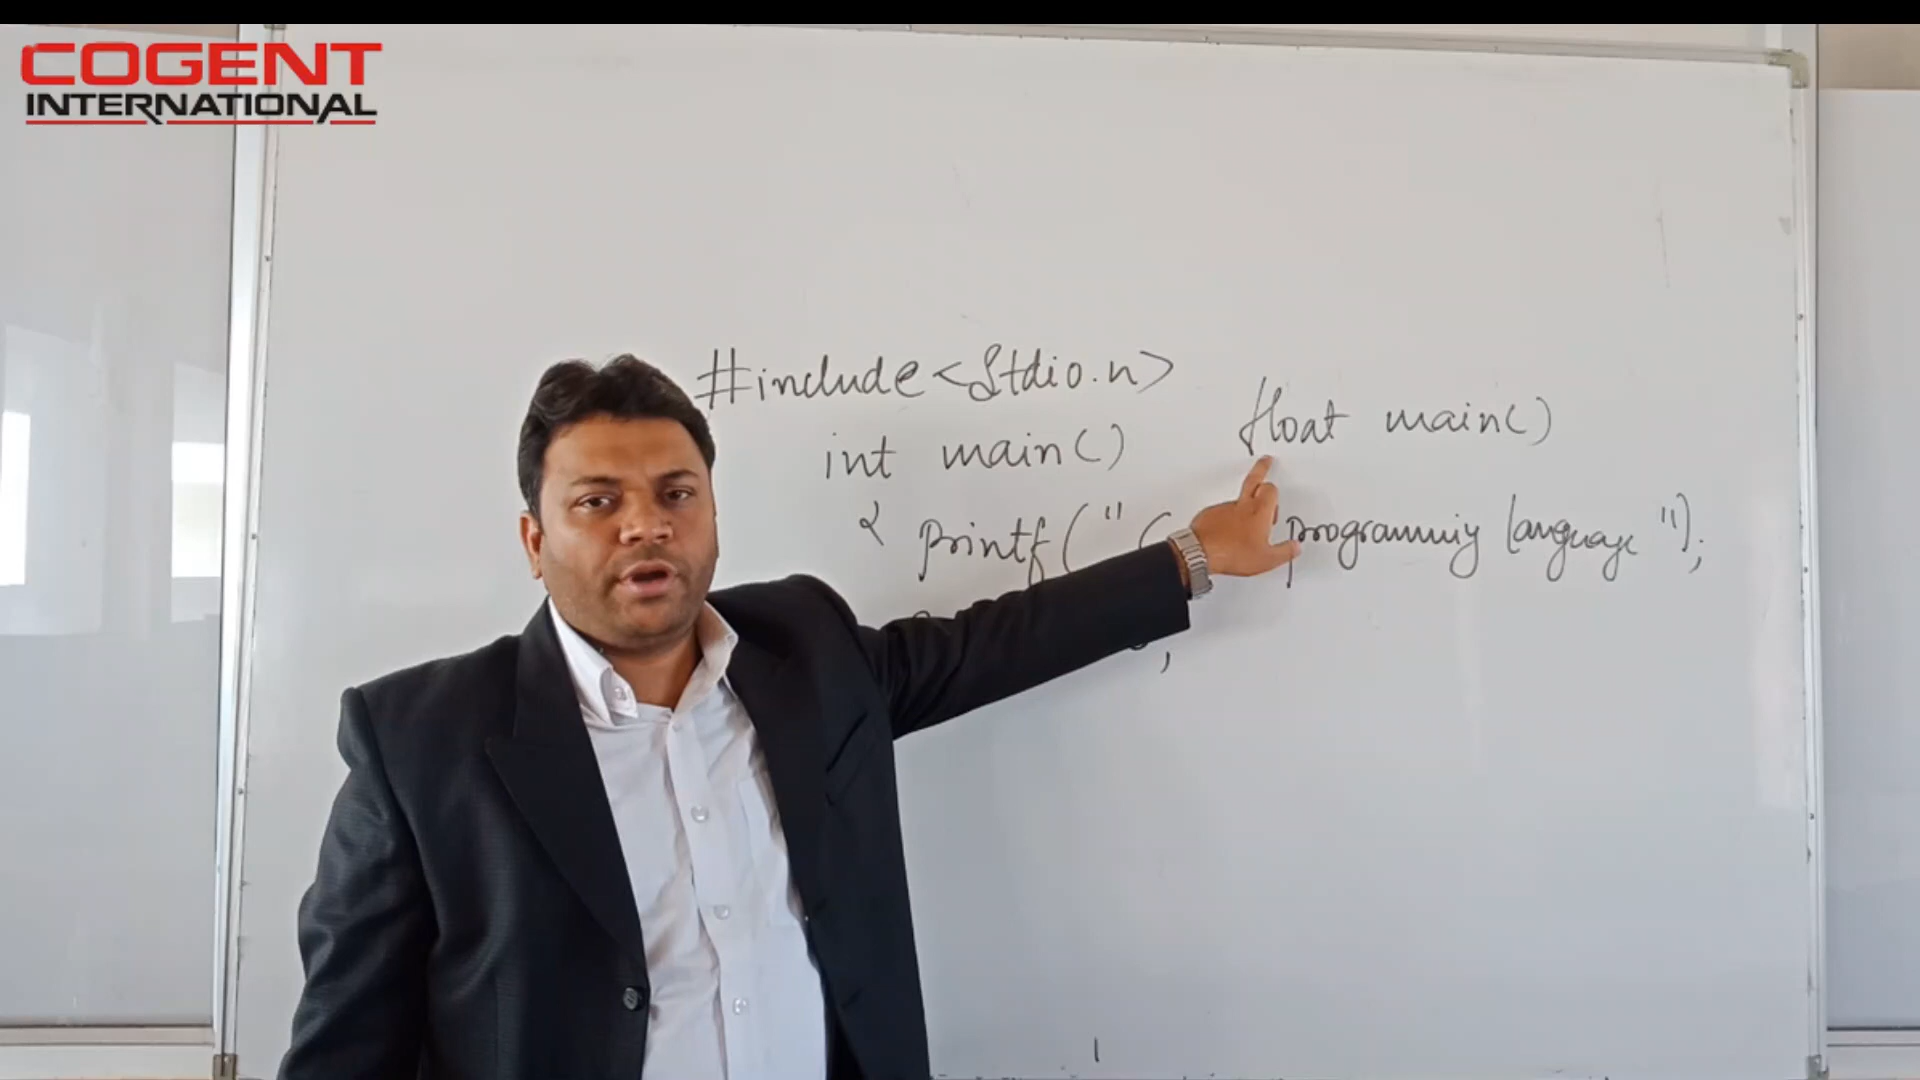 COGENT
INTERNATIONAL
#include<Stdio.h>
int main()
float main()
{ printf(" C programming language ");
;